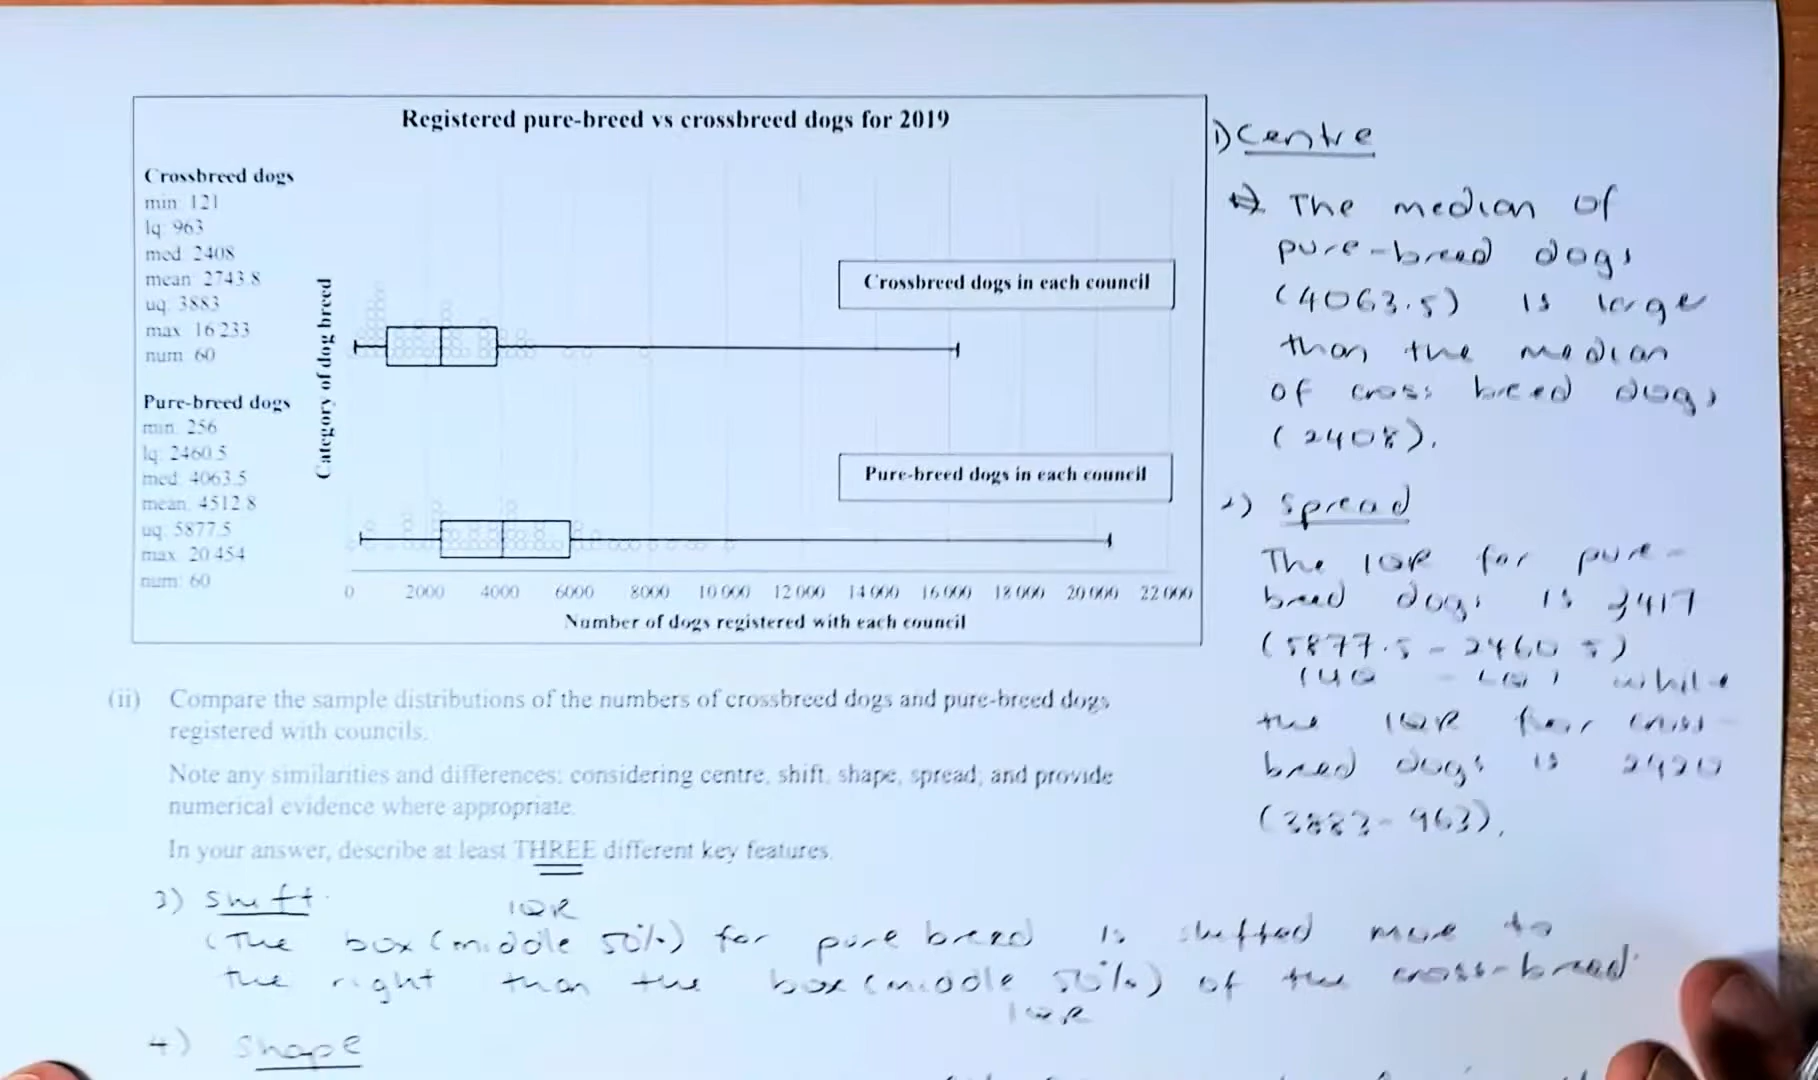 Registered pure-breed vs crossbreed dogs for 2019
Crossbreed dogs
min: 121
lq: 963
med: 2408
mean: 2743.8
uq: 3883
max: 16 233
num: 60
Pure-breed dogs
min: 256
lq: 2460.5
med: 4063.5
mean: 4512.8
uq: 5877.5
max: 20 454
num: 60
Category of dog breed
Crossbreed dogs in each council
Pure-breed dogs in each council
0 2000 4000 6000 8000 10 000 12 000 14 000 16 000 18 000 20 000 22 000
Number of dogs registered with each council
(ii) Compare the sample distributions of the numbers of crossbreed dogs and pure-breed dogs
registered with councils.
Note any similarities and differences: considering centre, shift, shape, spread; and provide
numerical evidence where appropriate.
In your answer, describe at least THREE different key features.
1) Centre
The median of
pure-breed dogs
(4063.5) is large
than the median
of cross breed dogs
(2408).
2) Spread
The IQR for pure-
breed dogs is 3417
(5877.5 - 2460.5)
(UQ - LQ) while
the IQR for cross-
breed dogs is 2920
(3883 - 963).
3) Shift
IQR
(The box (middle 50%) for pure breed is shifted more to
the right than the box (middle 50%) of the cross-breed.
IQR
4) Shape